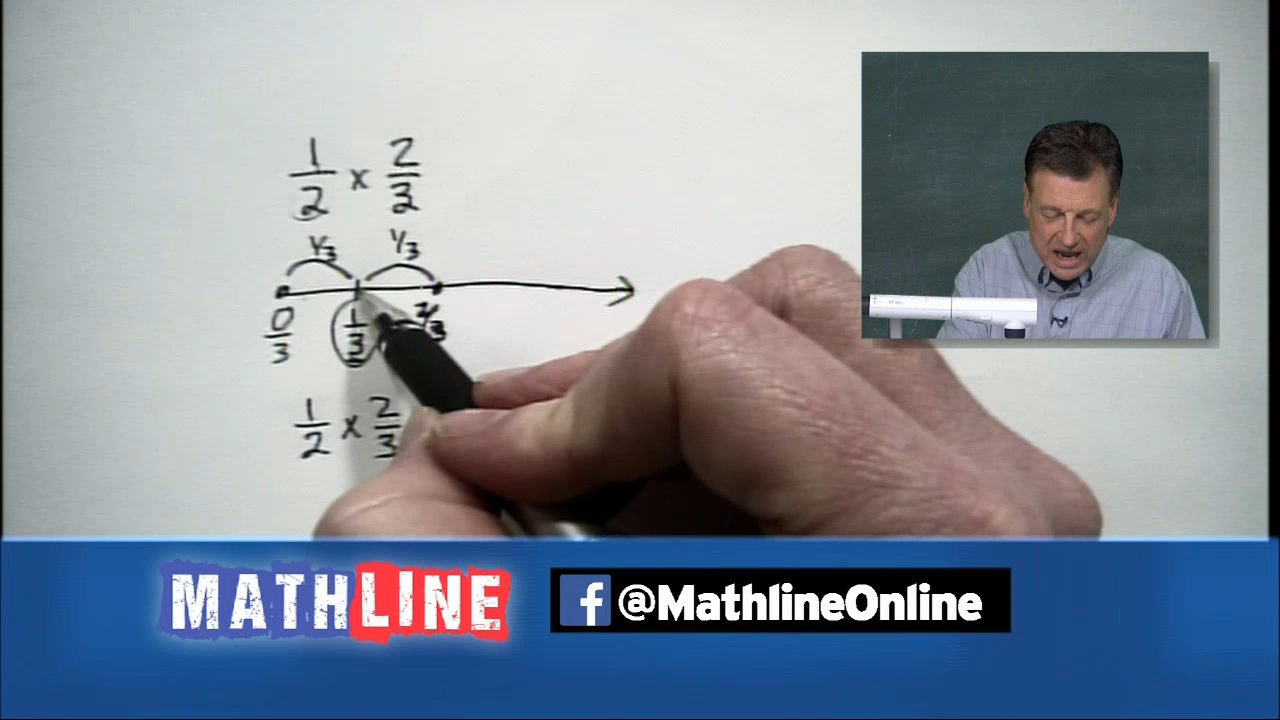 1/2 x 2/3
1/3 1/3
0/3 1/3 2/3
1/2 x 2/3
MATHLINE
f @MathlineOnline